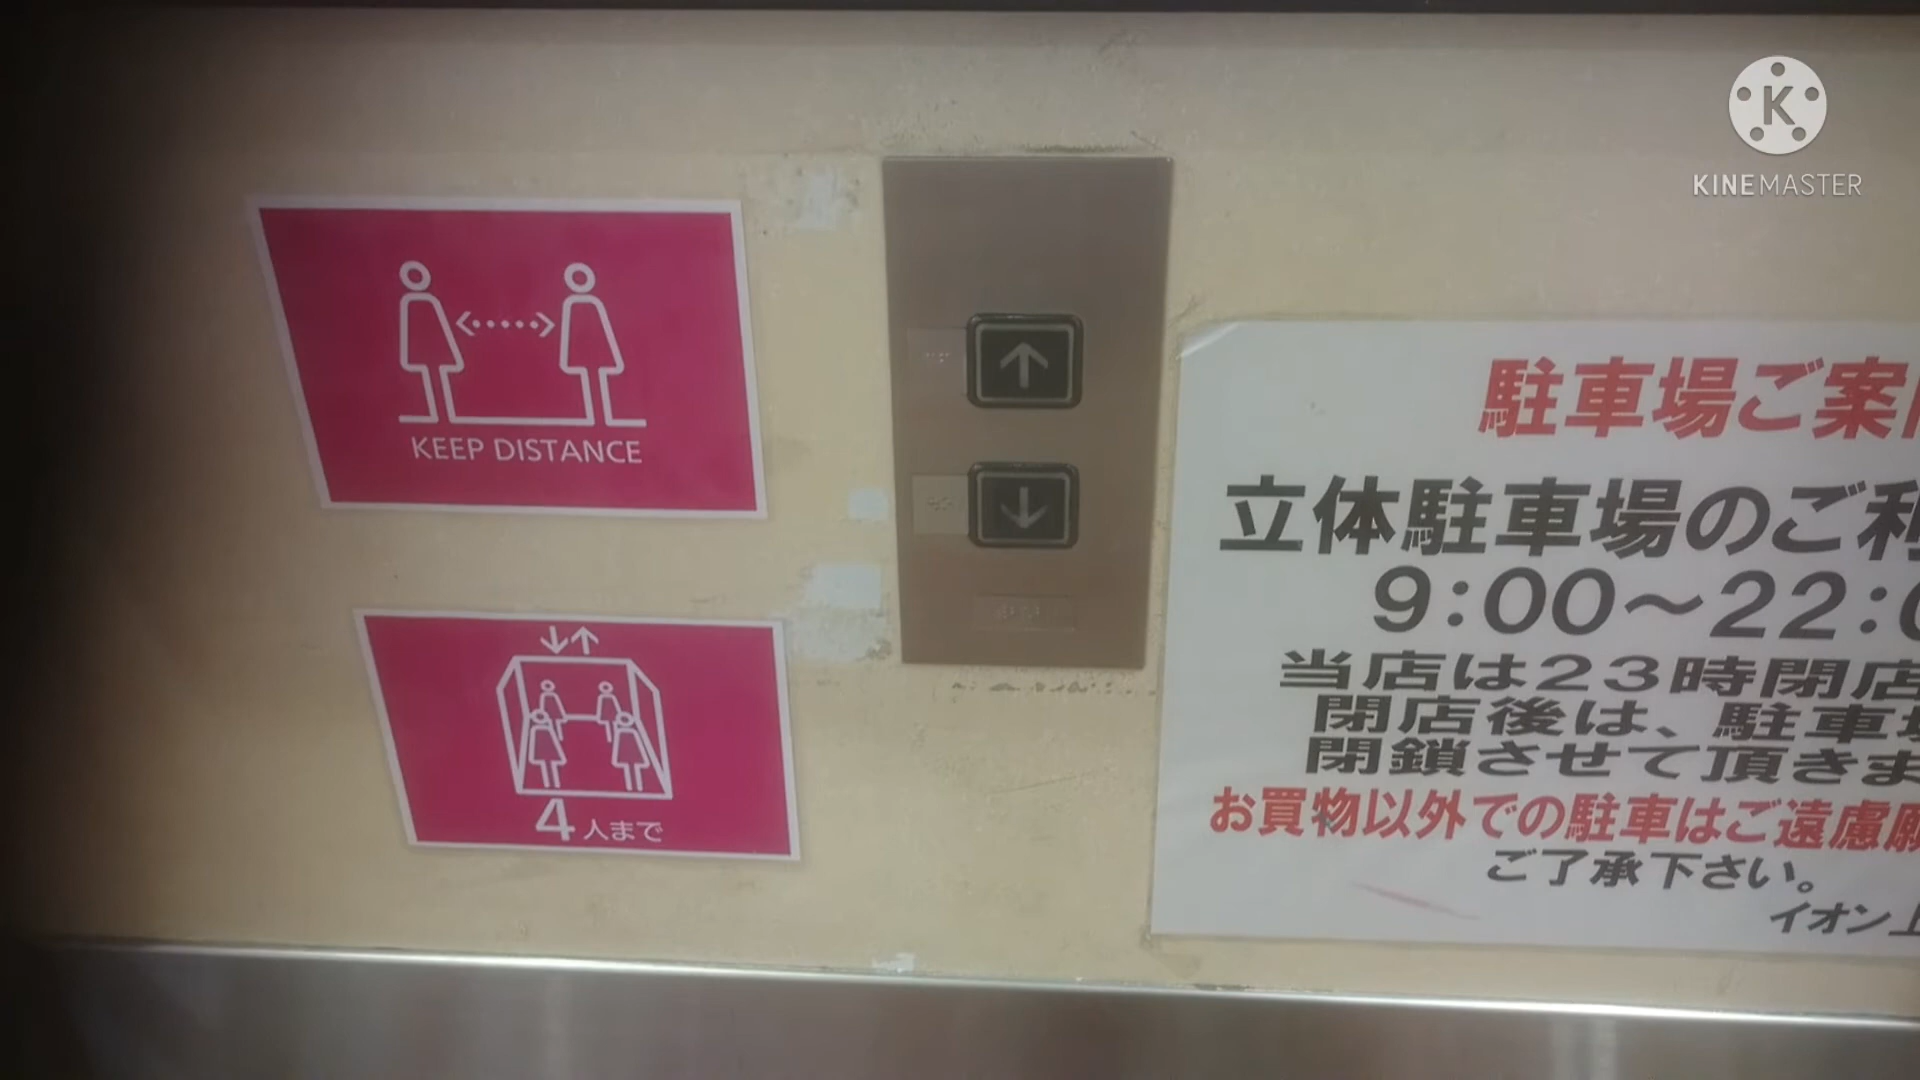 KINEMASTER
KEEP DISTANCE
4人まで
駐車場ご案
立体駐車場のご利
9:00～22:0
当店は23時閉店
閉店後は、駐車場
閉鎖させて頂きま
お買物以外での駐車はご遠慮願
ご了承下さい。
イオン上